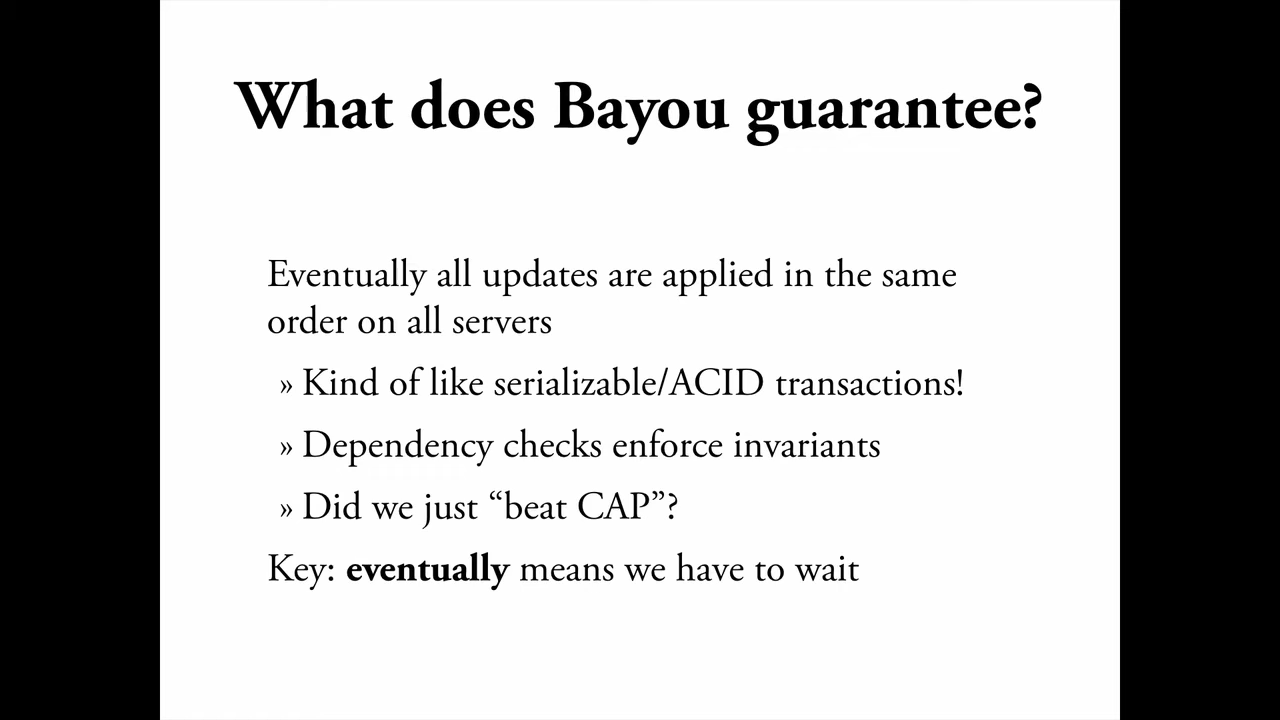 What does Bayou guarantee?
Eventually all updates are applied in the same
order on all servers
» Kind of like serializable/ACID transactions!
» Dependency checks enforce invariants
» Did we just “beat CAP”?
Key: eventually means we have to wait